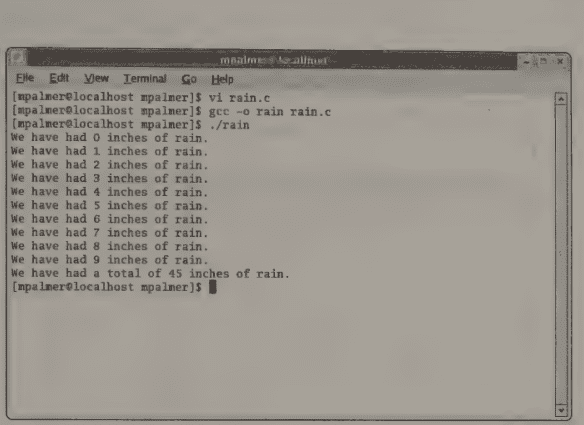 mpalmer@localhost
File Edit View Terminal Go Help
[mpalmer@localhost mpalmer]$ vi rain.c
[mpalmer@localhost mpalmer]$ gcc -o rain rain.c
[mpalmer@localhost mpalmer]$ ./rain
We have had 0 inches of rain.
We have had 1 inches of rain.
We have had 2 inches of rain.
We have had 3 inches of rain.
We have had 4 inches of rain.
We have had 5 inches of rain.
We have had 6 inches of rain.
We have had 7 inches of rain.
We have had 8 inches of rain.
We have had 9 inches of rain.
We have had a total of 45 inches of rain.
[mpalmer@localhost mpalmer]$